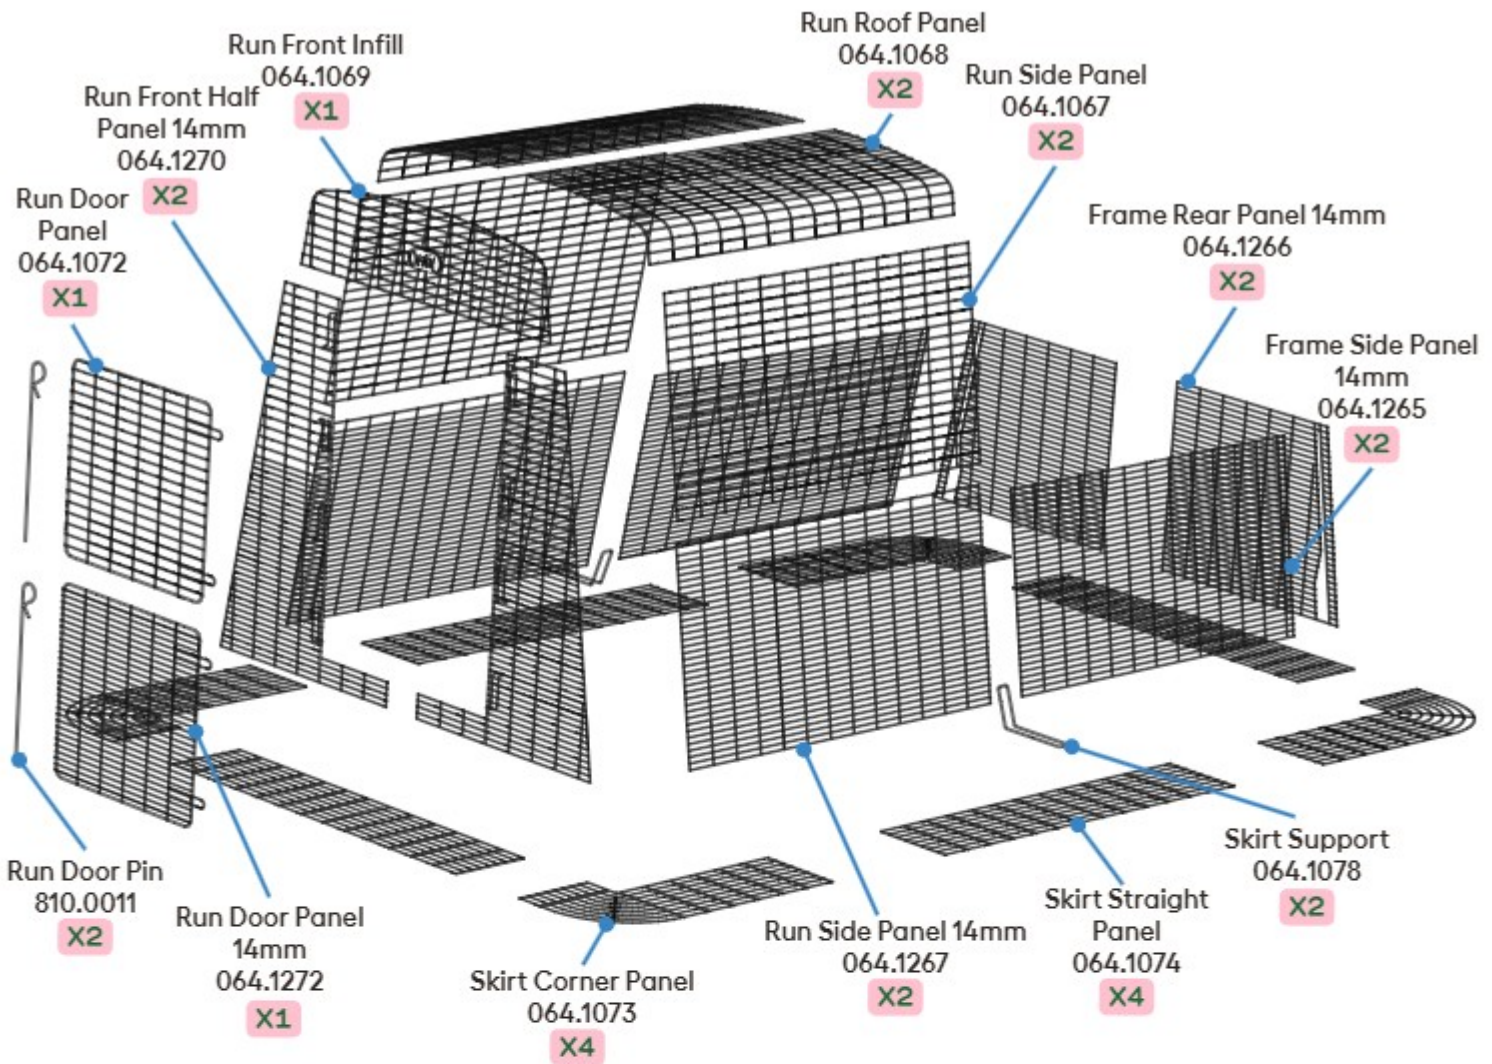 Run Front Infill
064.1069
X1
Run Roof Panel
064.1068
X2
Run Side Panel
064.1067
X2
Run Front Half
Panel 14mm
064.1270
X2
Run Door
Panel
064.1072
X1
Frame Rear Panel 14mm
064.1266
X2
Frame Side Panel
14mm
064.1265
X2
Run Door Pin
810.0011
X2
Run Door Panel
14mm
064.1272
X1
Skirt Corner Panel
064.1073
X4
Run Side Panel 14mm
064.1267
X2
Skirt Straight
Panel
064.1074
X4
Skirt Support
064.1078
X2